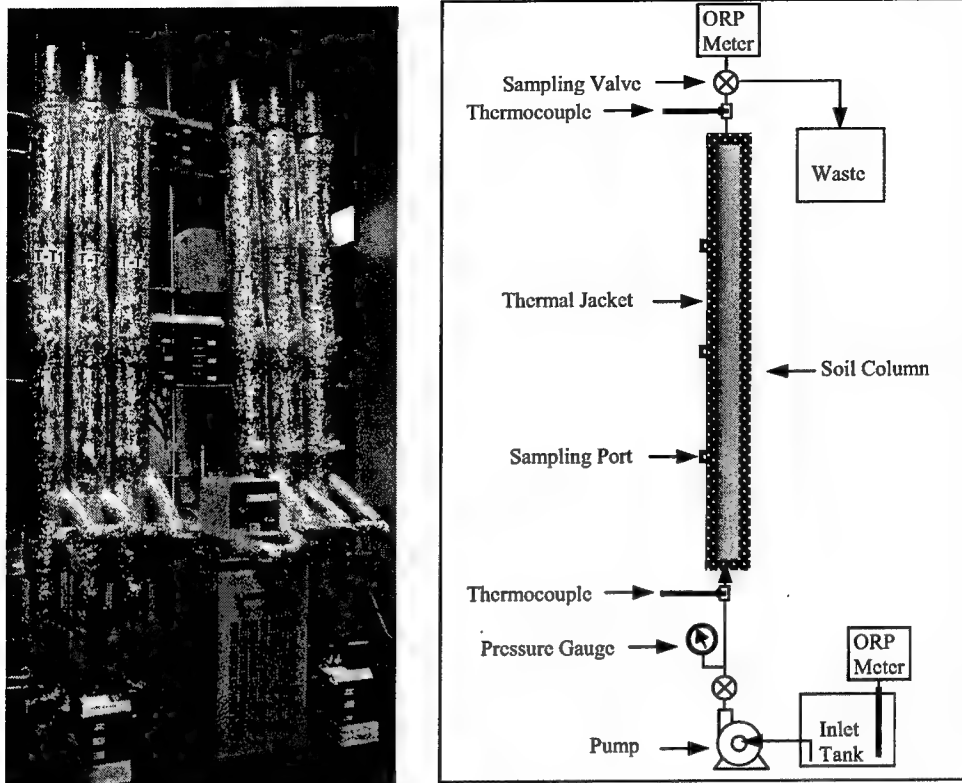 ORP
Meter
Sampling Valve
Thermocouple
Waste
Thermal Jacket
Soil Column
Sampling Port
Thermocouple
Pressure Gauge
ORP
Meter
Inlet
Tank
Pump